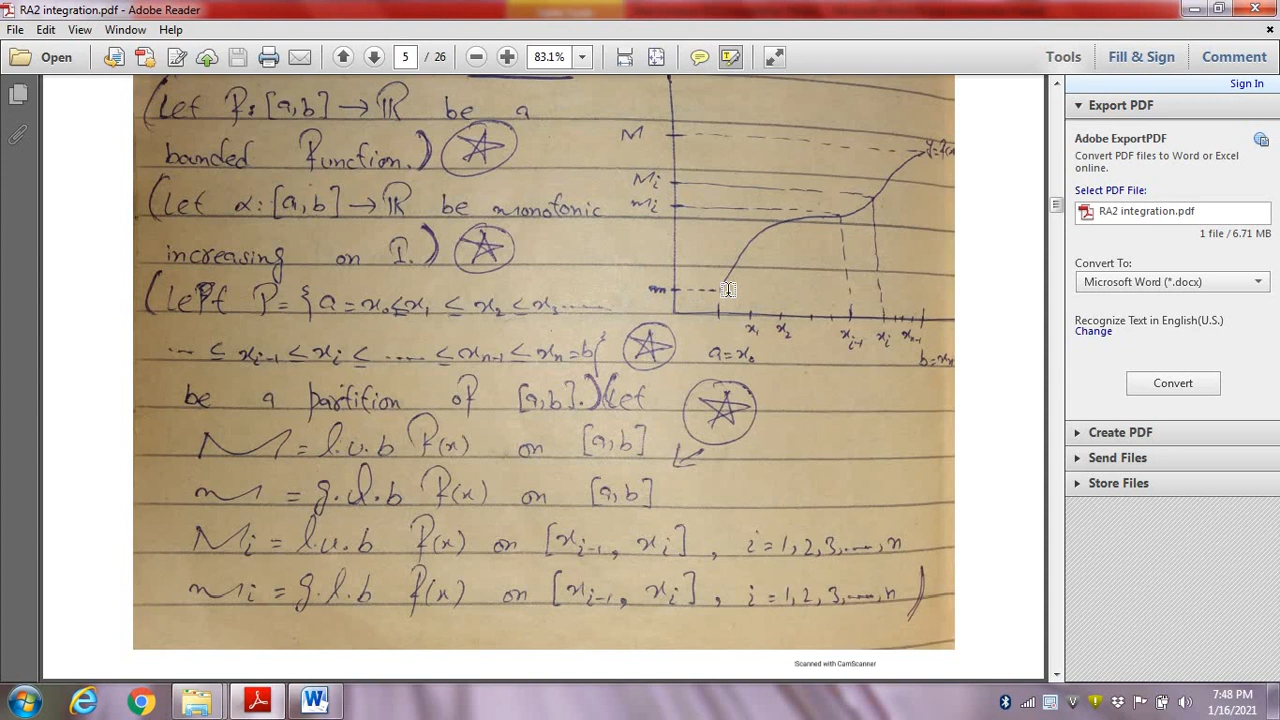 RA2 integration.pdf - Adobe Reader
File Edit View Window Help
Open 5 / 26 83.1% Tools Fill & Sign Comment
Sign In
Export PDF
Adobe ExportPDF
Convert PDF files to Word or Excel
online.
Select PDF File:
RA2 integration.pdf
1 file / 6.71 MB
Convert To:
Microsoft Word (*.docx)
Recognize Text in English(U.S.)
Change
Convert
Create PDF
Send Files
Store Files
(Let f: [a,b] → ℝ be a
bounded function.)
(Let α: [a,b] → ℝ be monotonic
increasing on I.)
(Let P = { a = x₀ ≤ x₁ ≤ x₂ ≤ x₃ ......
... ≤ xᵢ₋₁ ≤ xᵢ ≤ ...... ≤ xₙ₋₁ ≤ xₙ = b}
be a partition of [a,b].) (Let
M = l.u.b f(x) on [a,b]
m = g.l.b f(x) on [a,b]
Mᵢ = l.u.b f(x) on [xᵢ₋₁, xᵢ] , i = 1, 2, 3, ....., n
mᵢ = g.l.b f(x) on [xᵢ₋₁, xᵢ] , i = 1, 2, 3, ....., n )
M
Mᵢ
mᵢ
m
x₁ x₂ xᵢ₋₁ xᵢ xₙ₋₁
a = x₀ b = xₙ
Scanned with CamScanner
7:48 PM
1/16/2021